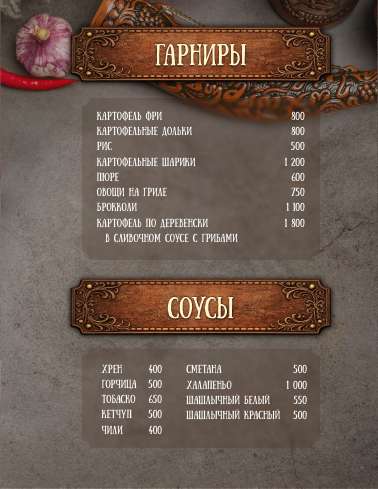 ГАРНИРЫ
КАРТОФЕЛЬ ФРИ 800
КАРТОФЕЛЬНЫЕ ДОЛЬКИ 800
РИС 500
КАРТОФЕЛЬНЫЕ ШАРИКИ 1 200
ПЮРЕ 600
ОВОЩИ НА ГРИЛЕ 750
БРОККОЛИ 1 100
КАРТОФЕЛЬ ПО ДЕРЕВЕНСКИ 1 800
В СЛИВОЧНОМ СОУСЕ С ГРИБАМИ
СОУСЫ
ХРЕН 400
ГОРЧИЦА 500
ТОБАСКО 650
КЕТЧУП 500
ЧИЛИ 400
СМЕТАНА 500
ХАЛАПЕНЬО 1 000
ШАШЛЫЧНЫЙ БЕЛЫЙ 550
ШАШЛЫЧНЫЙ КРАСНЫЙ 500